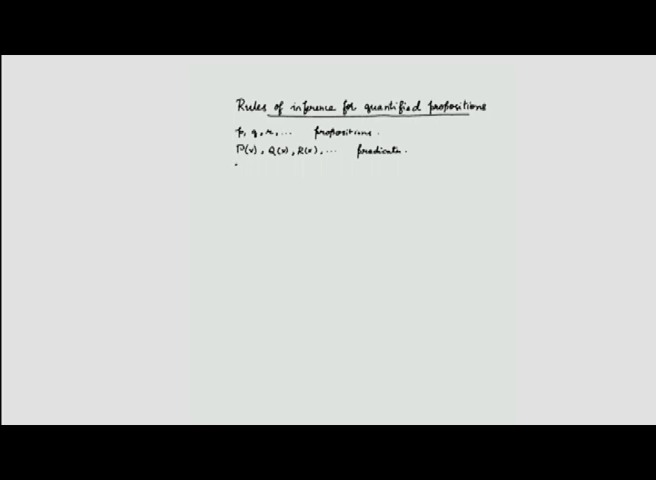 Rules of inference for quantified propositions
p, q, r, ... propositions.
P(x), Q(x), R(x), ... predicates.